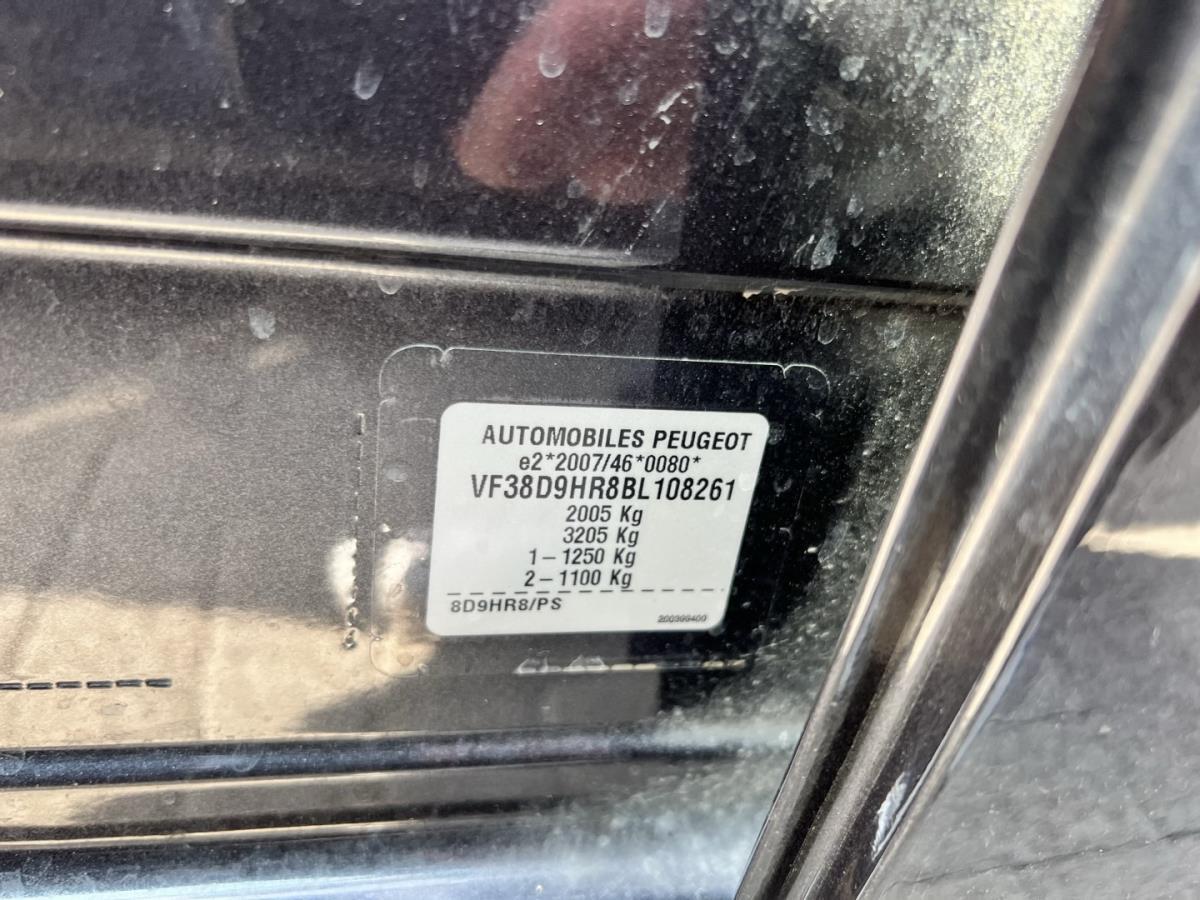 AUTOMOBILES PEUGEOT
e2*2007/46*0080*
VF38D9HR8BL108261
2005 Kg
3205 Kg
1-1250 Kg
2-1100 Kg
8D9HR8/PS
200399400